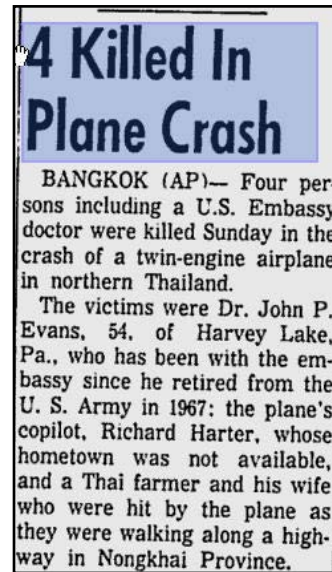 4 Killed In
Plane Crash
BANGKOK (AP)— Four per-
sons including a U.S. Embassy
doctor were killed Sunday in the
crash of a twin-engine airplane
in northern Thailand.
The victims were Dr. John P.
Evans, 54, of Harvey Lake,
Pa., who has been with the em-
bassy since he retired from the
U. S. Army in 1967; the plane's
copilot, Richard Harter, whose
hometown was not available,
and a Thai farmer and his wife
who were hit by the plane as
they were walking along a high-
way in Nongkhai Province.